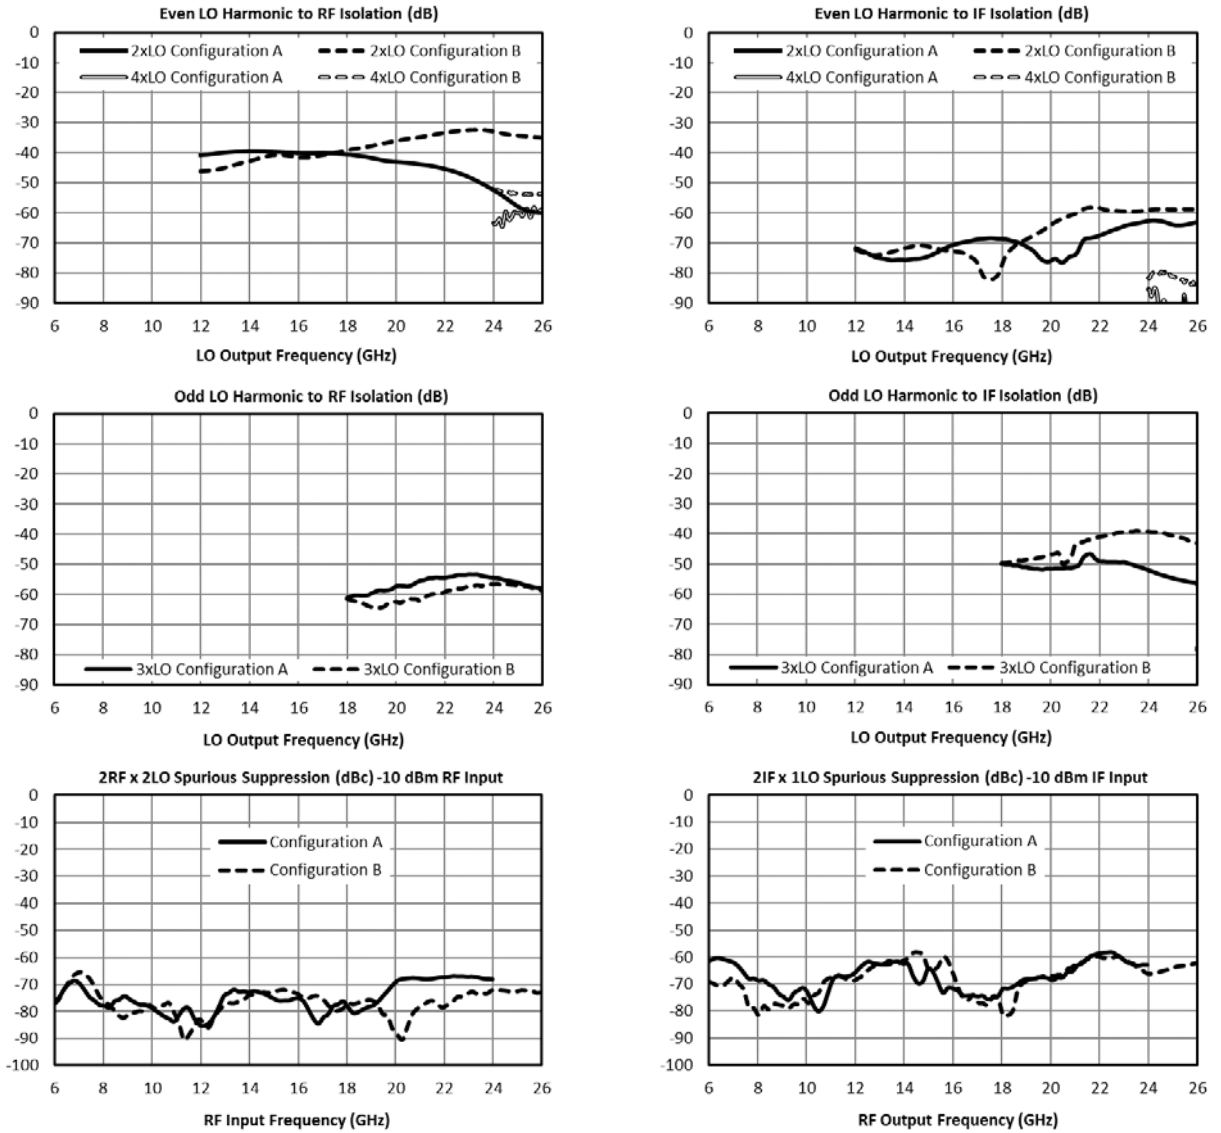 Even LO Harmonic to RF Isolation (dB)
0
-10
-20
-30
-40
-50
-60
-70
-80
-90
2xLO Configuration A
2xLO Configuration B
4xLO Configuration A
4xLO Configuration B
6 8 10 12 14 16 18 20 22 24 26
LO Output Frequency (GHz)
Even LO Harmonic to IF Isolation (dB)
0
-10
-20
-30
-40
-50
-60
-70
-80
-90
2xLO Configuration A
2xLO Configuration B
4xLO Configuration A
4xLO Configuration B
6 8 10 12 14 16 18 20 22 24 26
LO Output Frequency (GHz)
Odd LO Harmonic to RF Isolation (dB)
0
-10
-20
-30
-40
-50
-60
-70
-80
-90
3xLO Configuration A
3xLO Configuration B
6 8 10 12 14 16 18 20 22 24 26
LO Output Frequency (GHz)
Odd LO Harmonic to IF Isolation (dB)
0
-10
-20
-30
-40
-50
-60
-70
-80
-90
3xLO Configuration A
3xLO Configuration B
6 8 10 12 14 16 18 20 22 24 26
LO Output Frequency (GHz)
2RF x 2LO Spurious Suppression (dBc) -10 dBm RF Input
0
-10
-20
-30
-40
-50
-60
-70
-80
-90
-100
Configuration A
Configuration B
6 8 10 12 14 16 18 20 22 24 26
RF Input Frequency (GHz)
2IF x 1LO Spurious Suppression (dBc) -10 dBm IF Input
0
-10
-20
-30
-40
-50
-60
-70
-80
-90
-100
Configuration A
Configuration B
6 8 10 12 14 16 18 20 22 24 26
RF Output Frequency (GHz)